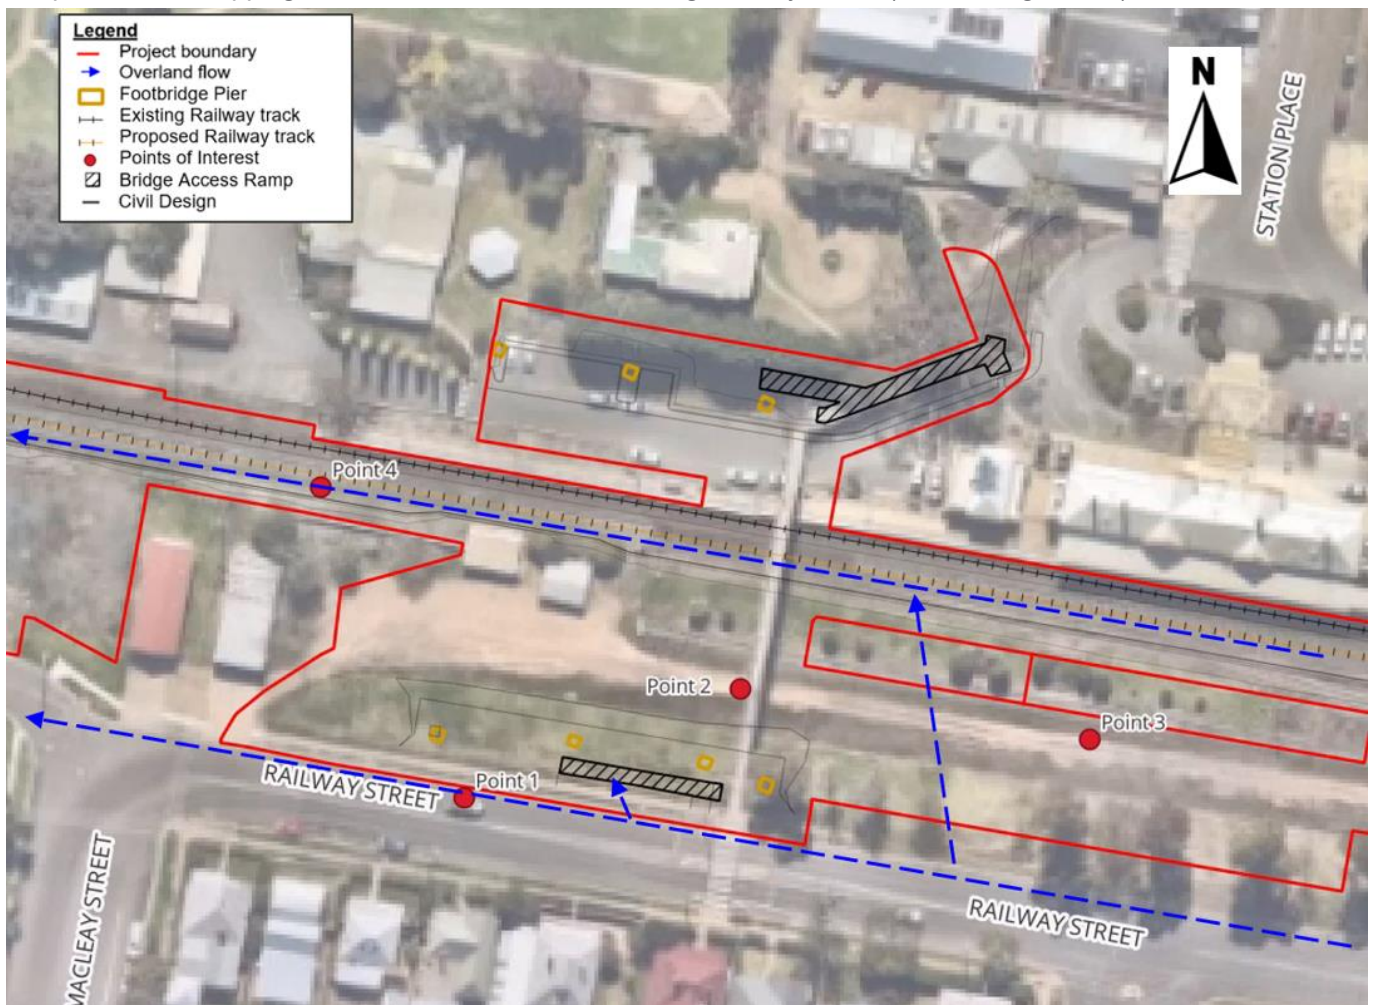 Legend
Project boundary
Overland flow
Footbridge Pier
Existing Railway track
Proposed Railway track
Points of Interest
Bridge Access Ramp
Civil Design
N
STATION PLACE
Point 4
Point 2
Point 3
Point 1
RAILWAY STREET
RAILWAY STREET
MACLEAY STREET